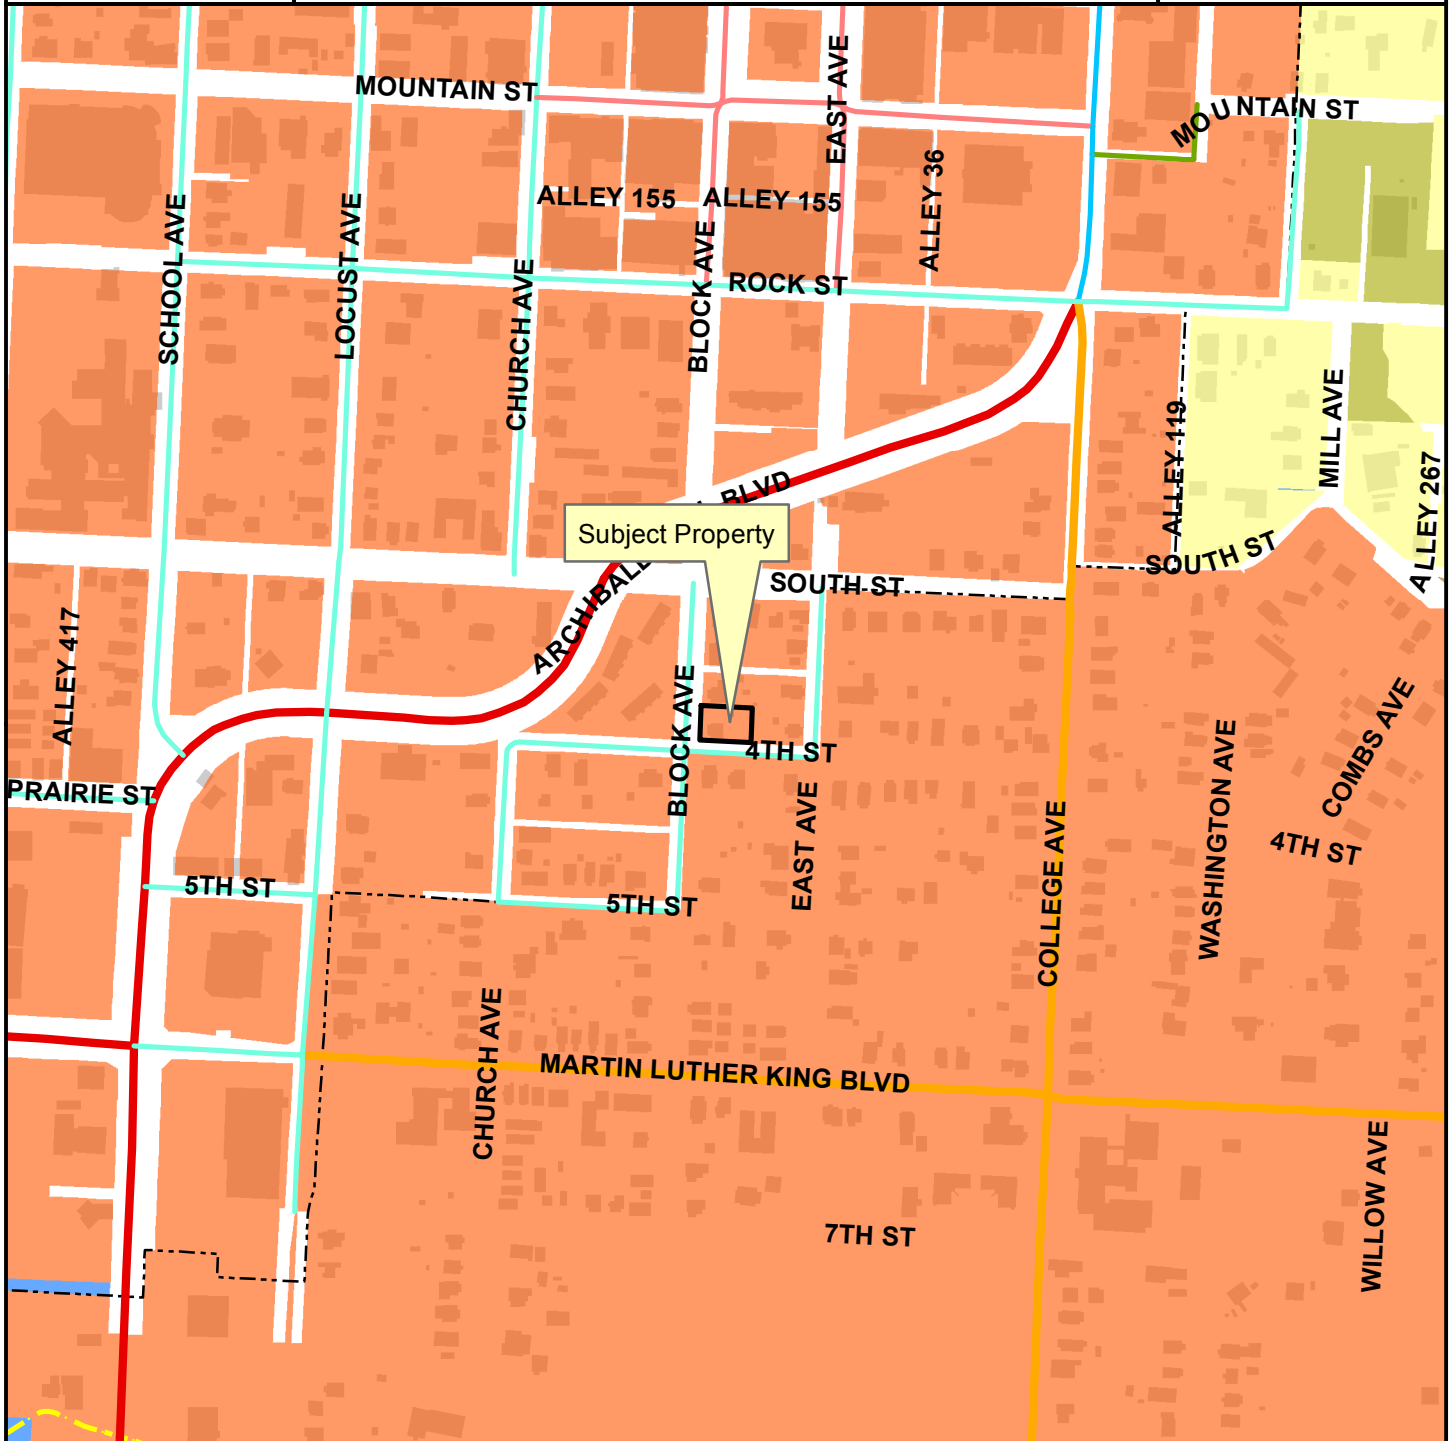 MOUNTAIN ST
EAST AVE
MOUNTAIN ST
ALLEY 155
ALLEY 155
ALLEY 36
SCHOOL AVE
LOCUST AVE
CHURCH AVE
BLOCK AVE
ROCK ST
ALLEY 119
MILL AVE
ALLEY 267
BLVD
Subject Property
ARCHIBAL
SOUTH ST
SOUTH ST
ALLEY 417
BLOCK AVE
4TH ST
PRAIRIE ST
EAST AVE
COLLEGE AVE
WASHINGTON AVE
COMBS AVE
4TH ST
5TH ST
5TH ST
CHURCH AVE
MARTIN LUTHER KING BLVD
WILLOW AVE
7TH ST